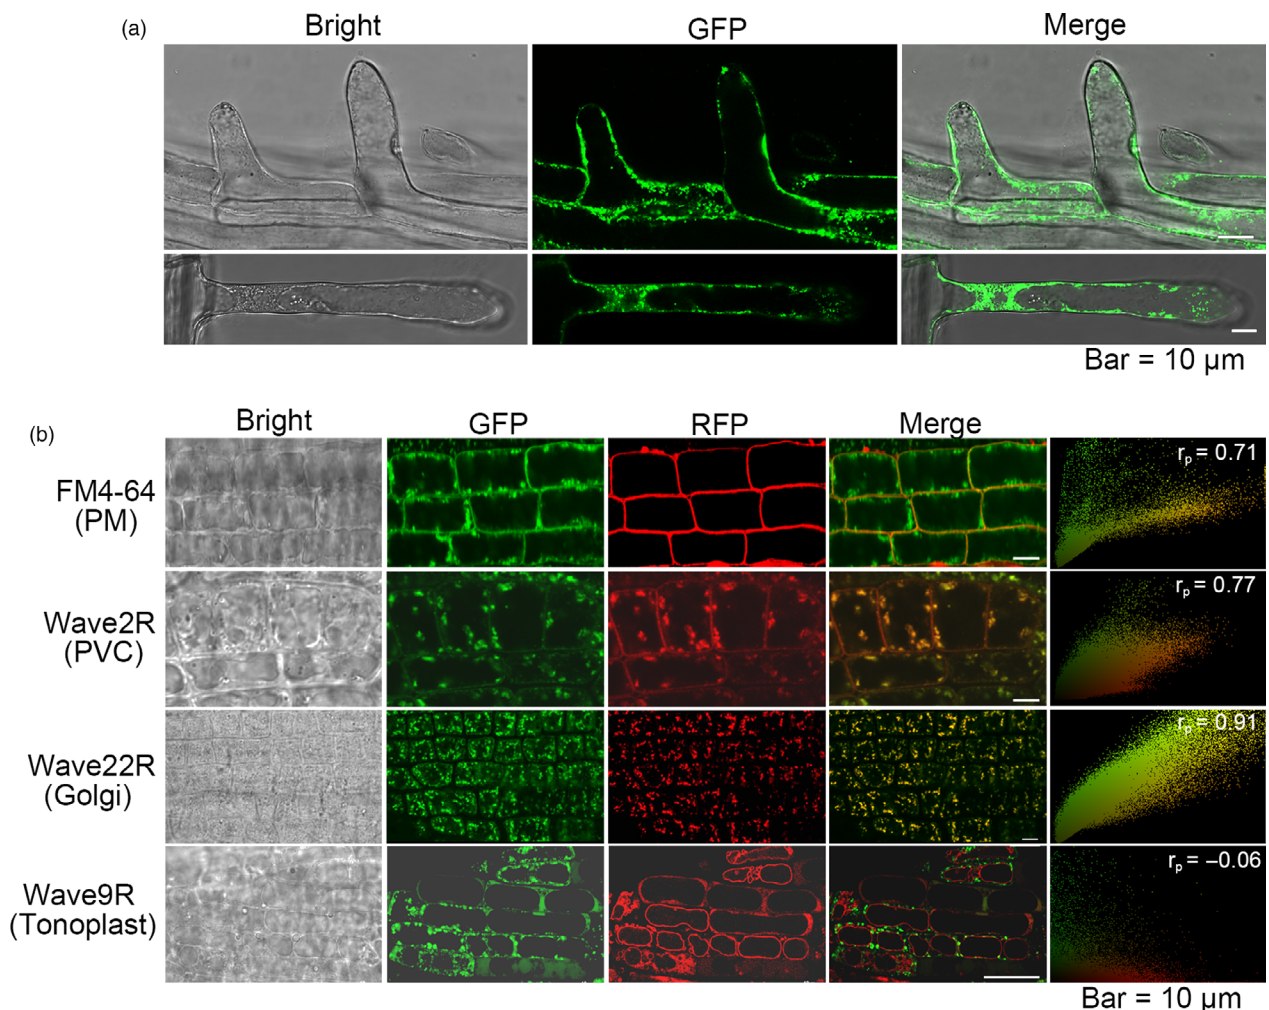 (a)
Bright GFP Merge
Bar = 10 µm
(b)
Bright GFP RFP Merge
FM4-64
(PM)
rp = 0.71
Wave2R
(PVC)
rp = 0.77
Wave22R
(Golgi)
rp = 0.91
Wave9R
(Tonoplast)
rp = –0.06
Bar = 10 µm